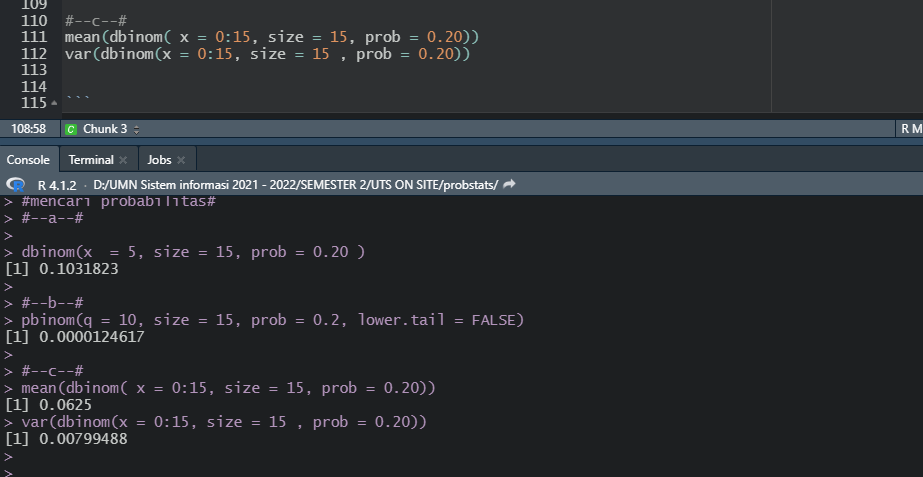 109
110 #--c--#
111 mean(dbinom( x = 0:15, size = 15, prob = 0.20))
112 var(dbinom(x = 0:15, size = 15 , prob = 0.20))
113
114
115 ```
108:58 C Chunk 3 R M
Console Terminal Jobs
R R 4.1.2 · D:/UMN Sistem informasi 2021 - 2022/SEMESTER 2/UTS ON SITE/probstats/
> #mencari probabilitas#
> #--a--#
>
> dbinom(x  = 5, size = 15, prob = 0.20 )
[1] 0.1031823
>
> #--b--#
> pbinom(q = 10, size = 15, prob = 0.2, lower.tail = FALSE)
[1] 0.0000124617
>
> #--c--#
> mean(dbinom( x = 0:15, size = 15, prob = 0.20))
[1] 0.0625
> var(dbinom(x = 0:15, size = 15 , prob = 0.20))
[1] 0.00799488
>
>